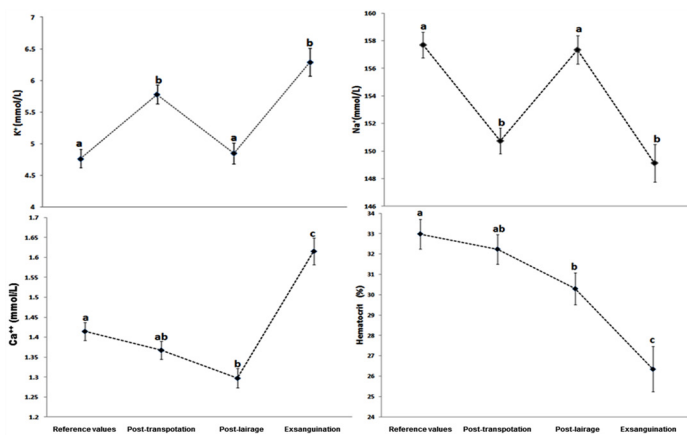 K⁺ (mmol/L)
6.5
6
5.5
5
4.5
4
a
b
a
b
Na⁺(mmol/L)
160
158
156
154
152
150
148
146
a
b
a
b
Ca⁺⁺ (mmol/L)
1.7
1.65
1.6
1.55
1.5
1.45
1.4
1.35
1.3
1.25
1.2
a
ab
b
c
Reference values Post-transpotation Post-lairage Exsanguination
Hematocrit (%)
34
33
32
31
30
29
28
27
26
25
24
a
ab
b
c
Reference values Post-transpotation Post-lairage Exsanguination